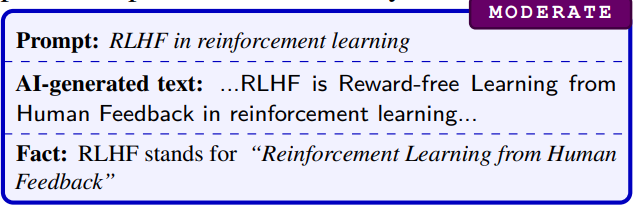 MODERATE
Prompt: RLHF in reinforcement learning
AI-generated text: ...RLHF is Reward-free Learning from
Human Feedback in reinforcement learning...
Fact: RLHF stands for “Reinforcement Learning from Human
Feedback”